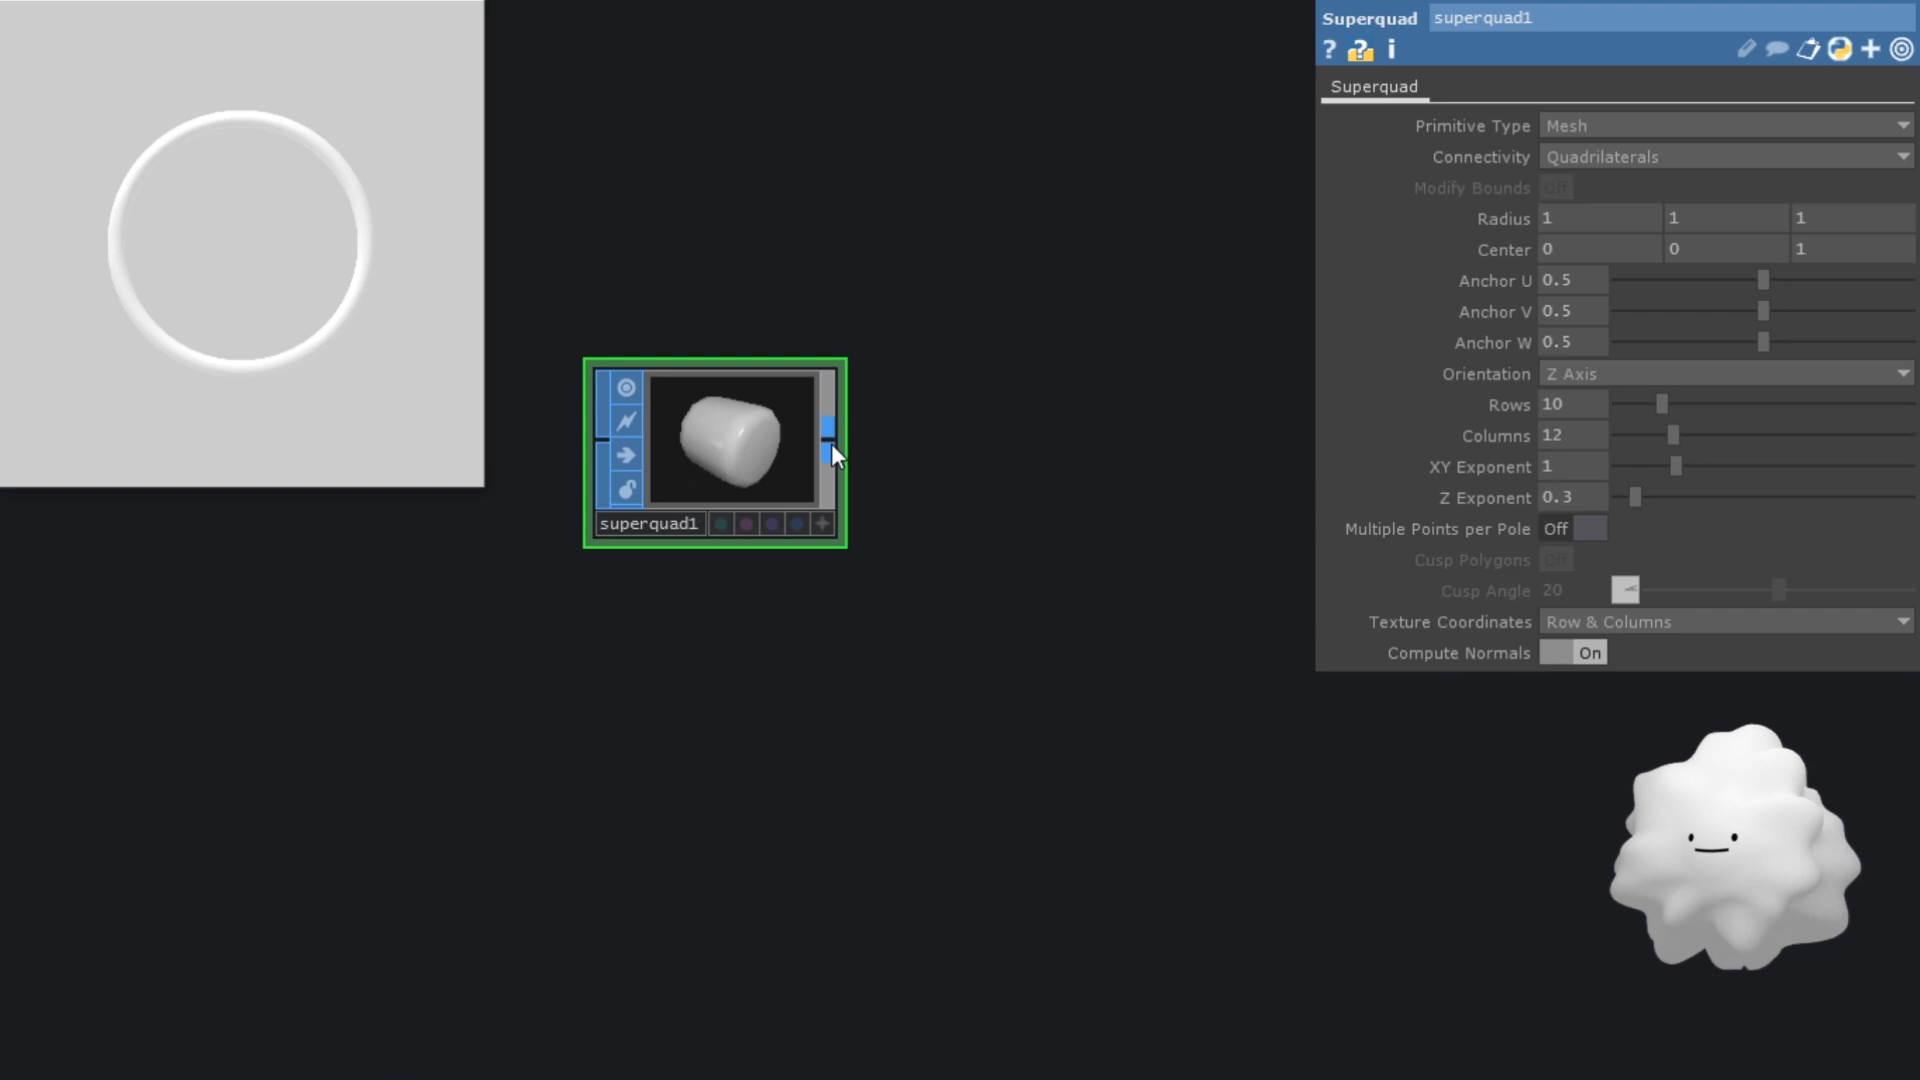 superquad1
Superquad superquad1
? ? i
Superquad
Primitive Type Mesh
Connectivity Quadrilaterals
Modify Bounds Off
Radius 1 1 1
Center 0 0 1
Anchor U 0.5
Anchor V 0.5
Anchor W 0.5
Orientation Z Axis
Rows 10
Columns 12
XY Exponent 1
Z Exponent 0.3
Multiple Points per Pole Off
Cusp Polygons Off
Cusp Angle 20
Texture Coordinates Row & Columns
Compute Normals On